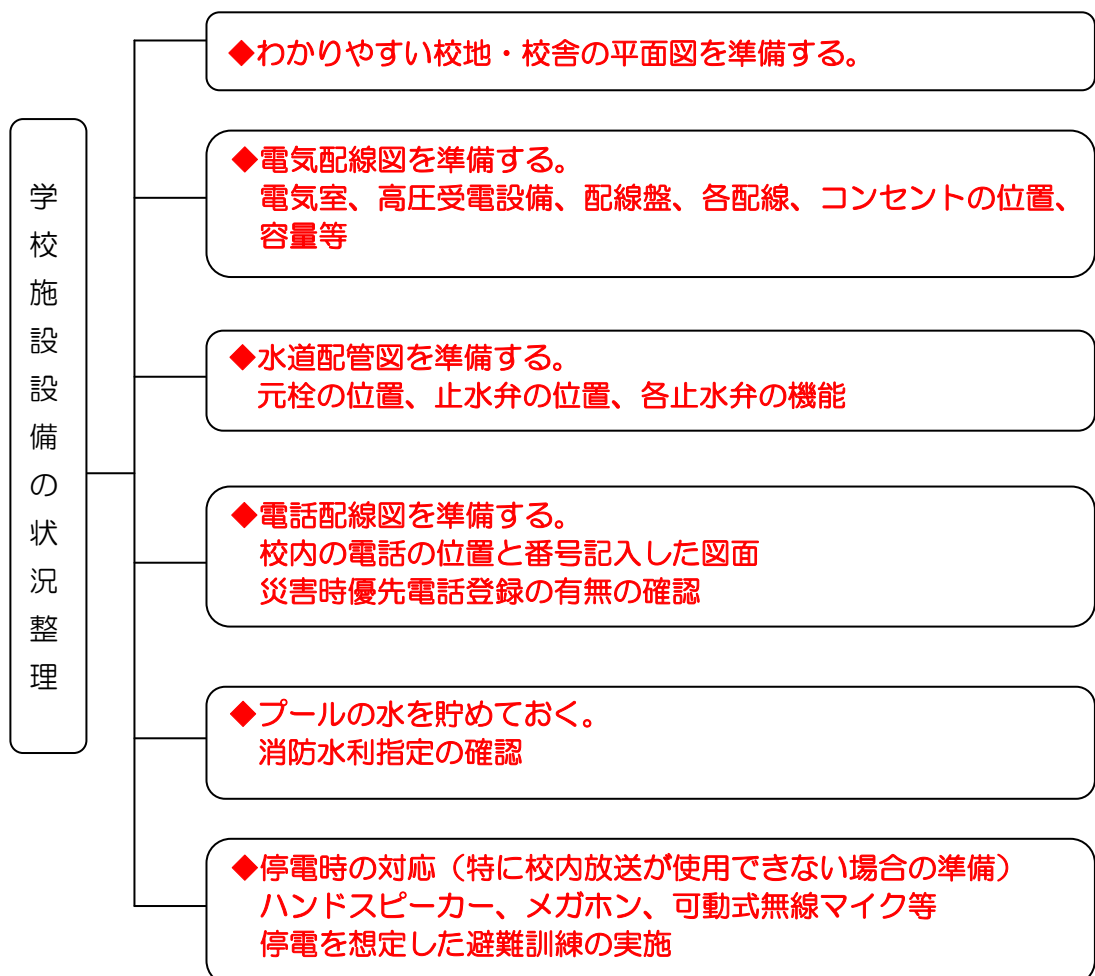 学校施設設備の状況整理
◆わかりやすい校地・校舎の平面図を準備する。
◆電気配線図を準備する。
電気室、高圧受電設備、配線盤、各配線、コンセントの位置、
容量等
◆水道配管図を準備する。
元栓の位置、止水弁の位置、各止水弁の機能
◆電話配線図を準備する。
校内の電話の位置と番号記入した図面
災害時優先電話登録の有無の確認
◆プールの水を貯めておく。
消防水利指定の確認
◆停電時の対応（特に校内放送が使用できない場合の準備）
ハンドスピーカー、メガホン、可動式無線マイク等
停電を想定した避難訓練の実施